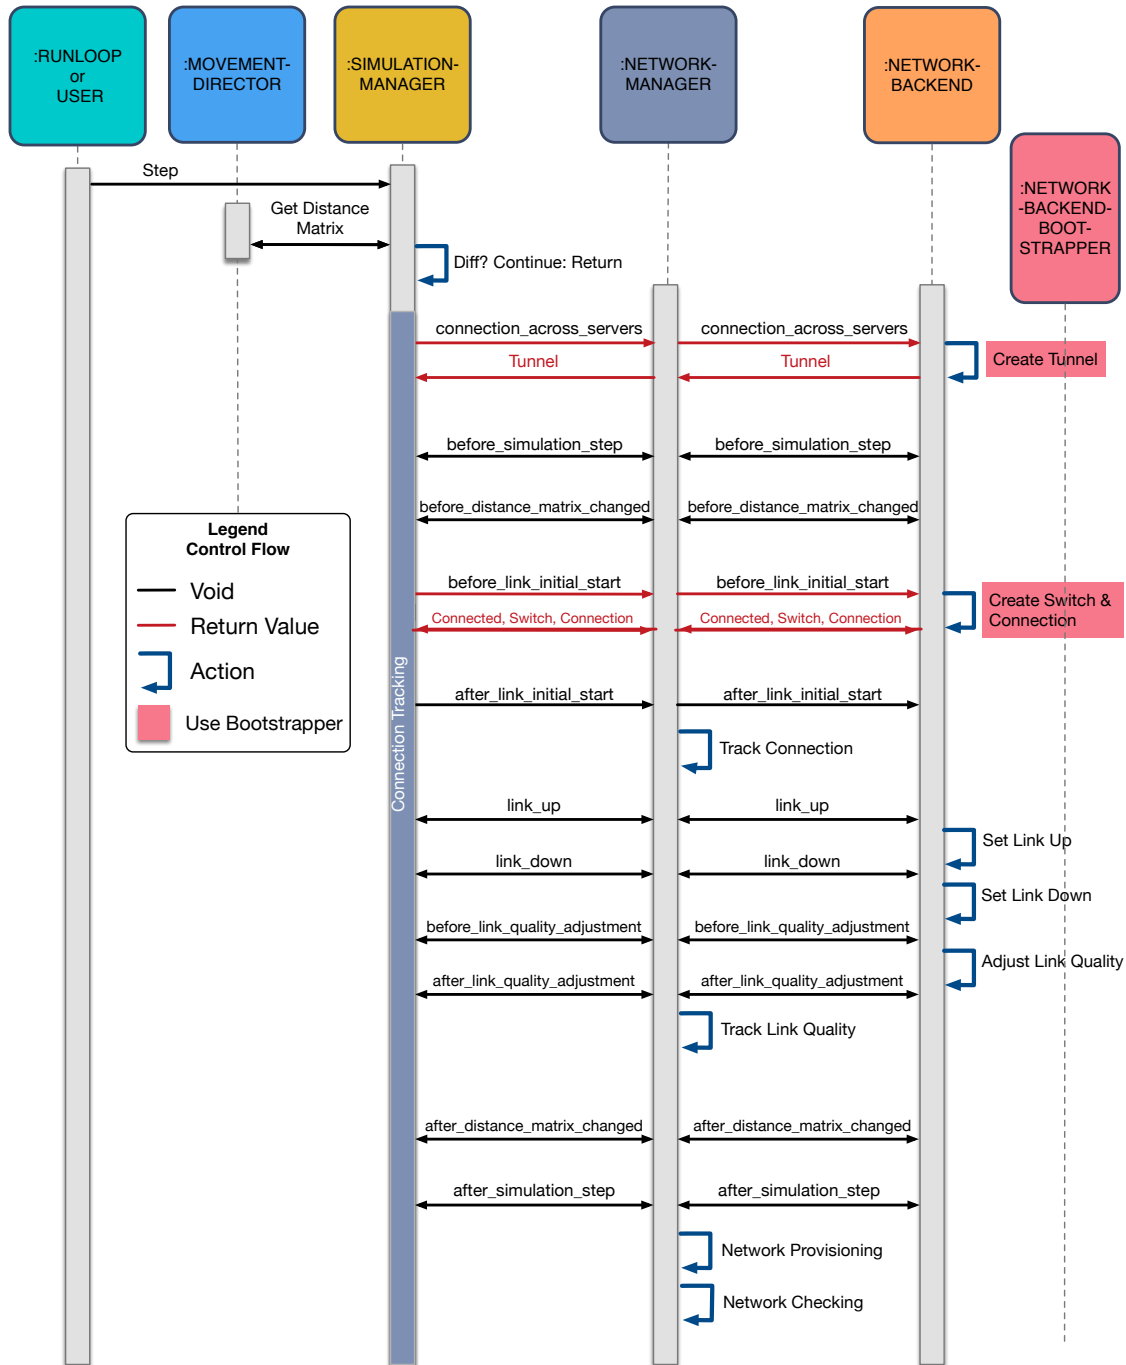 :RUNLOOP
or
USER
:MOVEMENT-
DIRECTOR
:SIMULATION-
MANAGER
:NETWORK-
MANAGER
:NETWORK-
BACKEND
:NETWORK
-BACKEND-
BOOT-
STRAPPER
Step
Get Distance
Matrix
Diff? Continue: Return
connection_across_servers
connection_across_servers
Tunnel
Tunnel
Create Tunnel
before_simulation_step
before_simulation_step
before_distance_matrix_changed
before_distance_matrix_changed
Legend
Control Flow
Void
Return Value
Action
Use Bootstrapper
before_link_initial_start
before_link_initial_start
Create Switch &
Connection
Connected, Switch, Connection
Connected, Switch, Connection
Connection Tracking
after_link_initial_start
after_link_initial_start
Track Connection
link_up
link_up
Set Link Up
link_down
link_down
Set Link Down
before_link_quality_adjustment
before_link_quality_adjustment
Adjust Link Quality
after_link_quality_adjustment
after_link_quality_adjustment
Track Link Quality
after_distance_matrix_changed
after_distance_matrix_changed
after_simulation_step
after_simulation_step
Network Provisioning
Network Checking